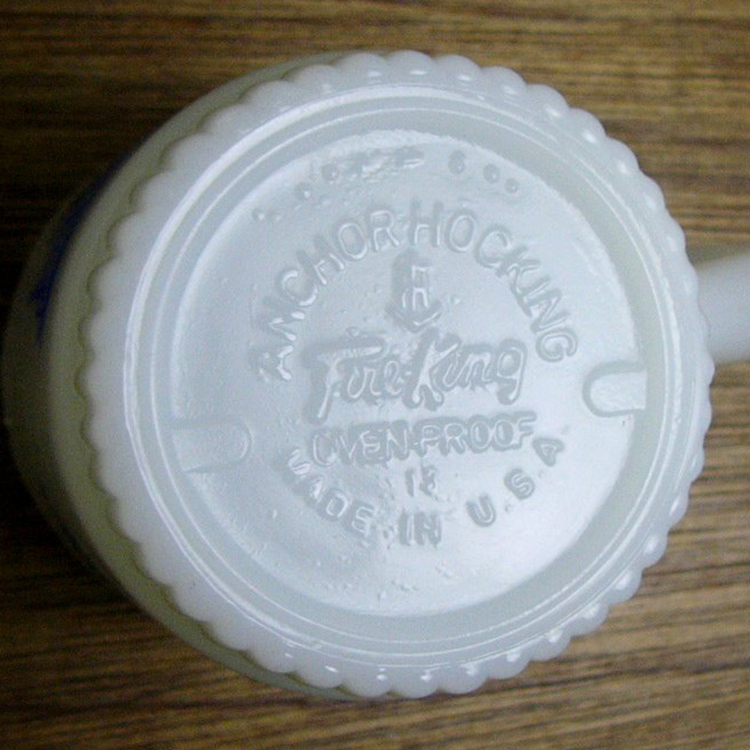 ANCHOR HOCKING
Fire-King
OVEN-PROOF
13
MADE IN U.S.A.